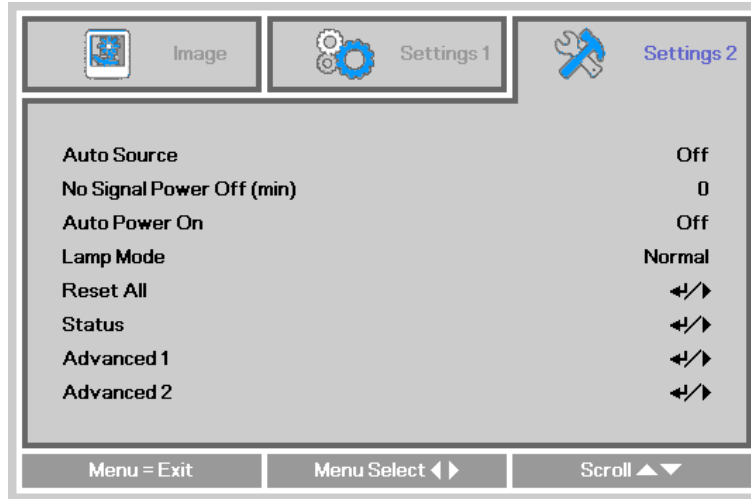 Image Settings 1 Settings 2
Auto Source Off
No Signal Power Off (min) 0
Auto Power On Off
Lamp Mode Normal
Reset All ↵/▶
Status ↵/▶
Advanced 1 ↵/▶
Advanced 2 ↵/▶
Menu = Exit Menu Select ◀▶ Scroll ▲▼